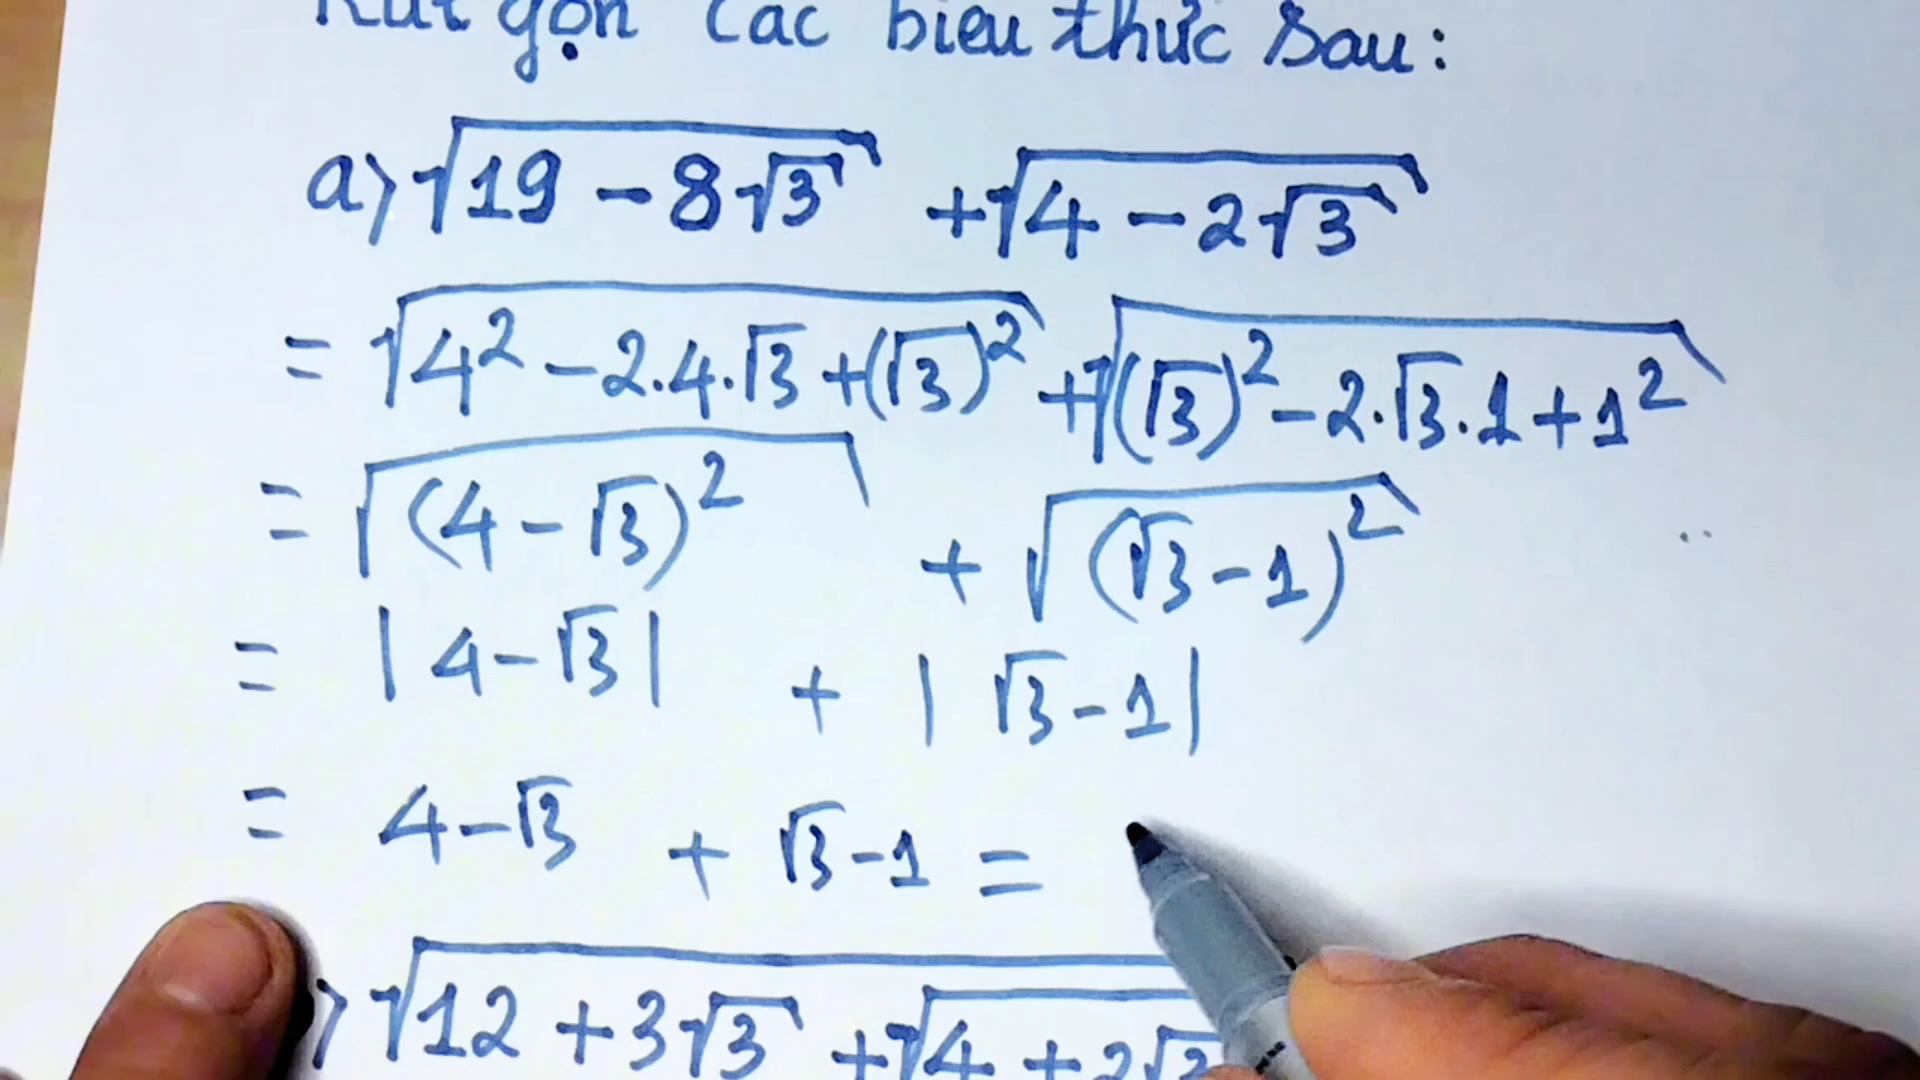 Rút gọn các biểu thức sau:
a) √(19 - 8√3) + √(4 - 2√3)
= √(4² - 2.4.√3 + (√3)²) + √((√3)² - 2.√3.1 + 1²)
= √((4 - √3)²) + √((√3 - 1)²)
= |4 - √3| + |√3 - 1|
= 4 - √3 + √3 - 1 =
) √(12 + 3√3 + √(4 + 2√